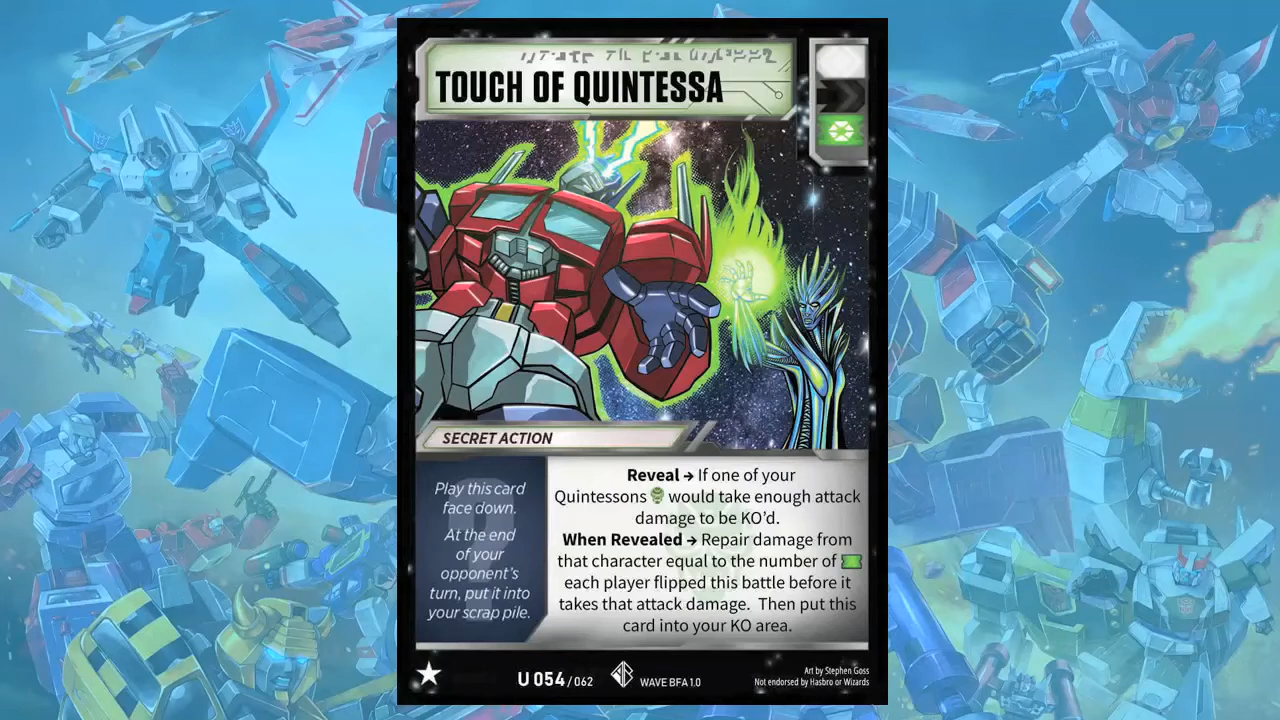 TOUCH OF QUINTESSA
SECRET ACTION
Play this card
face down.
At the end
of your
opponent's
turn, put it into
your scrap pile.
Reveal → If one of your
Quintessons would take enough attack
damage to be KO'd.
When Revealed → Repair damage from
that character equal to the number of
each player flipped this battle before it
takes that attack damage. Then put this
card into your KO area.
U 054/062
WAVE BFA 1.0
Art by Stephen Goss
Not endorsed by Hasbro or Wizards